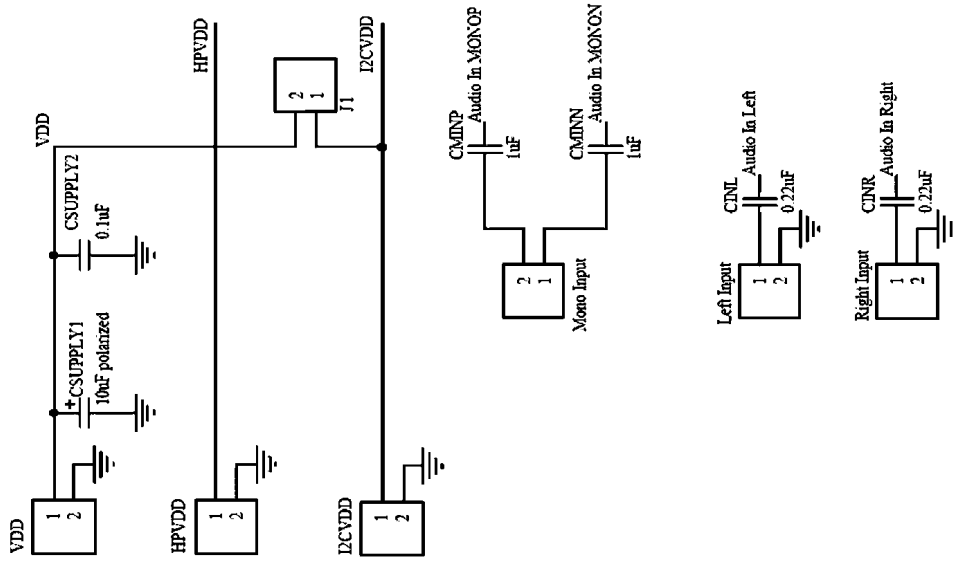 VDD
HPVDD
I2CVDD
VDD
CSUPPLY2
0.1uF
+
CSUPPLY1
10uF polarized
2
1
J1
VDD
1
2
HPVDD
1
2
I2CVDD
1
2
CMINP
Audio In MONOP
1uF
CMINN
Audio In MONON
1uF
2
1
Mono Input
CINL
Audio In Left
0.22uF
Left Input
1
2
CINR
Audio In Right
0.22uF
Right Input
1
2